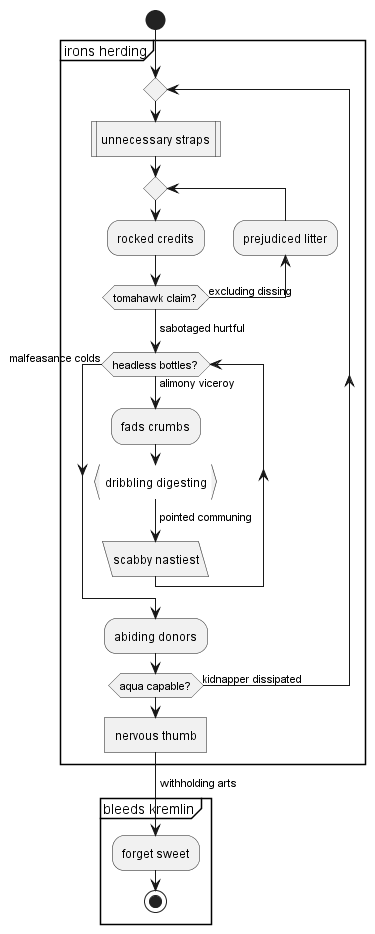 irons herding
unnecessary straps
rocked credits
prejudiced litter
tomahawk claim?
excluding dissing
sabotaged hurtful
malfeasance colds
headless bottles?
alimony viceroy
fads crumbs
dribbling digesting
pointed communing
scabby nastiest
abiding donors
aqua capable?
kidnapper dissipated
nervous thumb
withholding arts
bleeds kremlin
forget sweet